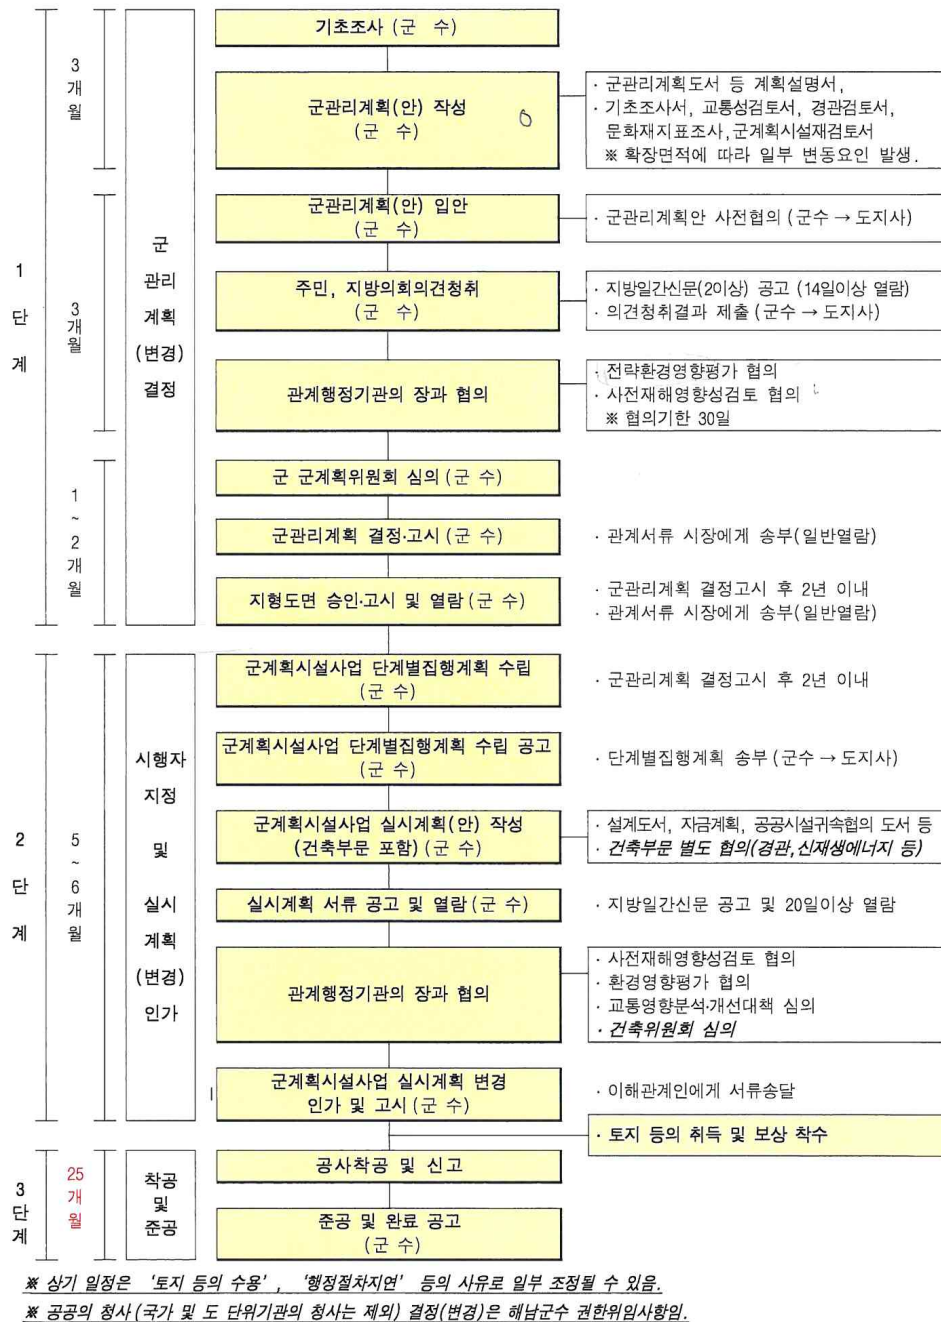 1
단
계
3
개
월
3
개
월
1
~
2
개
월
군
관리
계획
(변경)
결정
기초조사 (군 수)
군관리계획(안) 작성
(군 수)
· 군관리계획도서 등 계획설명서,
· 기초조사서, 교통성검토서, 경관검토서,
문화재지표조사,군계획시설재검토서
※ 확장면적에 따라 일부 변동요인 발생.
군관리계획(안) 입안
(군 수)
· 군관리계획안 사전협의 (군수 → 도지사)
주민, 지방의회의견청취
(군 수)
· 지방일간신문(2이상) 공고 (14일이상 열람)
· 의견청취결과 제출 (군수 → 도지사)
관계행정기관의 장과 협의
· 전략환경영향평가 협의
· 사전재해영향성검토 협의
※ 협의기한 30일
군 군계획위원회 심의 (군 수)
군관리계획 결정·고시 (군 수)
· 관계서류 시장에게 송부(일반열람)
지형도면 승인·고시 및 열람 (군 수)
· 군관리계획 결정고시 후 2년 이내
· 관계서류 시장에게 송부(일반열람)
2
단
계
5
~
6
개
월
시행자
지정
및
실시
계획
(변경)
인가
군계획시설사업 단계별집행계획 수립
(군 수)
· 군관리계획 결정고시 후 2년 이내
군계획시설사업 단계별집행계획 수립 공고
(군 수)
· 단계별집행계획 송부 (군수 → 도지사)
군계획시설사업 실시계획(안) 작성
(건축부문 포함) (군 수)
· 설계도서, 자금계획, 공공시설귀속협의 도서 등
· 건축부문 별도 협의(경관,신재생에너지 등)
실시계획 서류 공고 및 열람 (군 수)
· 지방일간신문 공고 및 20일이상 열람
관계행정기관의 장과 협의
· 사전재해영향성검토 협의
· 환경영향평가 협의
· 교통영향분석·개선대책 심의
· 건축위원회 심의
군계획시설사업 실시계획 변경
인가 및 고시 (군 수)
· 이해관계인에게 서류송달
· 토지 등의 취득 및 보상 착수
3
단
계
25
개
월
착공
및
준공
공사착공 및 신고
준공 및 완료 공고
(군 수)
※ 상기 일정은 '토지 등의 수용' , '행정절차지연' 등의 사유로 일부 조정될 수 있음.
※ 공공의 청사 (국가 및 도 단위기관의 청사는 제외) 결정(변경)은 해남군수 권한위임사항임.